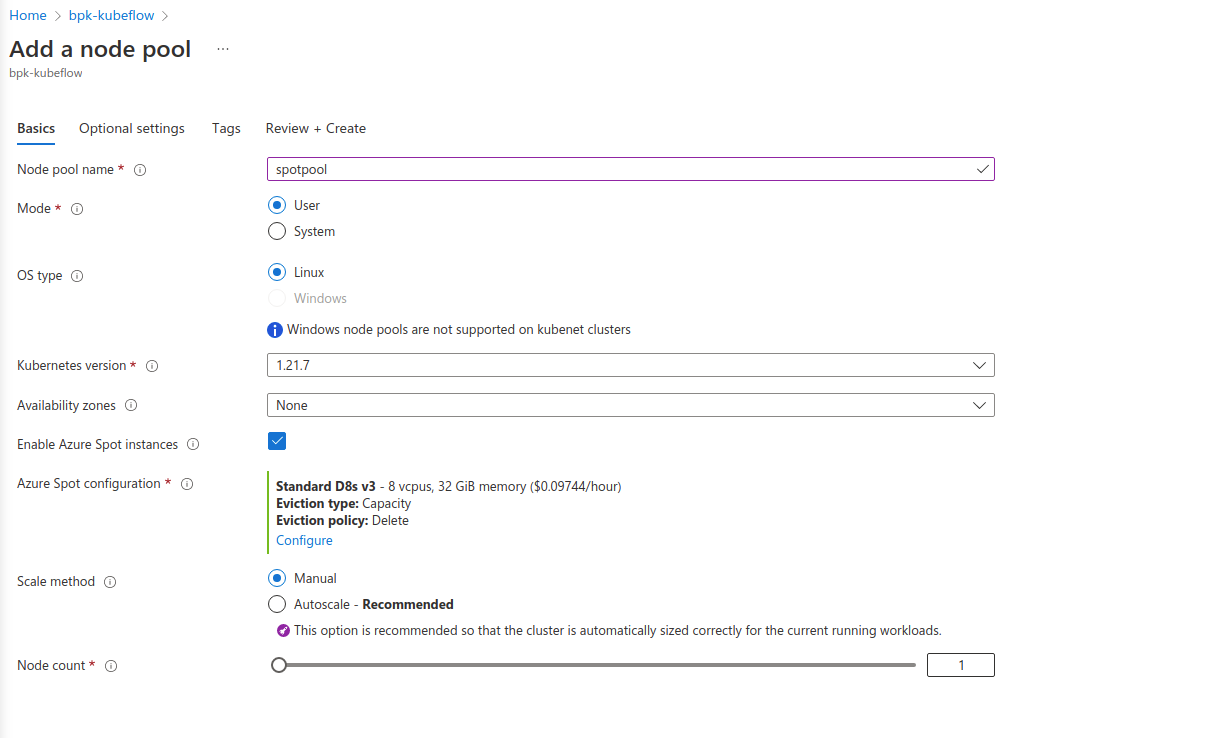 Home > bpk-kubeflow >
Add a node pool ...
bpk-kubeflow
Basics Optional settings Tags Review + Create
Node pool name * spotpool
Mode * User
System
OS type Linux
Windows
Windows node pools are not supported on kubenet clusters
Kubernetes version * 1.21.7
Availability zones None
Enable Azure Spot instances
Azure Spot configuration * Standard D8s v3 - 8 vcpus, 32 GiB memory ($0.09744/hour)
Eviction type: Capacity
Eviction policy: Delete
Configure
Scale method Manual
Autoscale - Recommended
This option is recommended so that the cluster is automatically sized correctly for the current running workloads.
Node count * 1